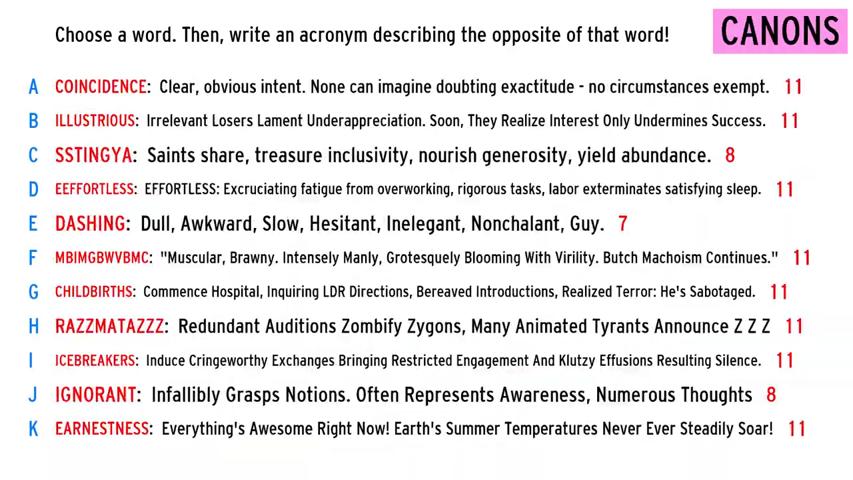 Choose a word. Then, write an acronym describing the opposite of that word!
CANONS
A COINCIDENCE: Clear, obvious intent. None can imagine doubting exactitude - no circumstances exempt. 11
B ILLUSTRIOUS: Irrelevant Losers Lament Underappreciation. Soon, They Realize Interest Only Undermines Success. 11
C SSTINGYA: Saints share, treasure inclusivity, nourish generosity, yield abundance. 8
D EEFFORTLESS: EFFORTLESS: Excruciating fatigue from overworking, rigorous tasks, labor exterminates satisfying sleep. 11
E DASHING: Dull, Awkward, Slow, Hesitant, Inelegant, Nonchalant, Guy. 7
F MBIMGBWVBMC: "Muscular, Brawny. Intensely Manly, Grotesquely Blooming With Virility. Butch Machoism Continues." 11
G CHILDBIRTHS: Commence Hospital, Inquiring LDR Directions, Bereaved Introductions, Realized Terror: He's Sabotaged. 11
H RAZZMATAZZZ: Redundant Auditions Zombify Zygons, Many Animated Tyrants Announce Z Z Z 11
I ICEBREAKERS: Induce Cringeworthy Exchanges Bringing Restricted Engagement And Klutzy Effusions Resulting Silence. 11
J IGNORANT: Infallibly Grasps Notions. Often Represents Awareness, Numerous Thoughts 8
K EARNESTNESS: Everything's Awesome Right Now! Earth's Summer Temperatures Never Ever Steadily Soar! 11